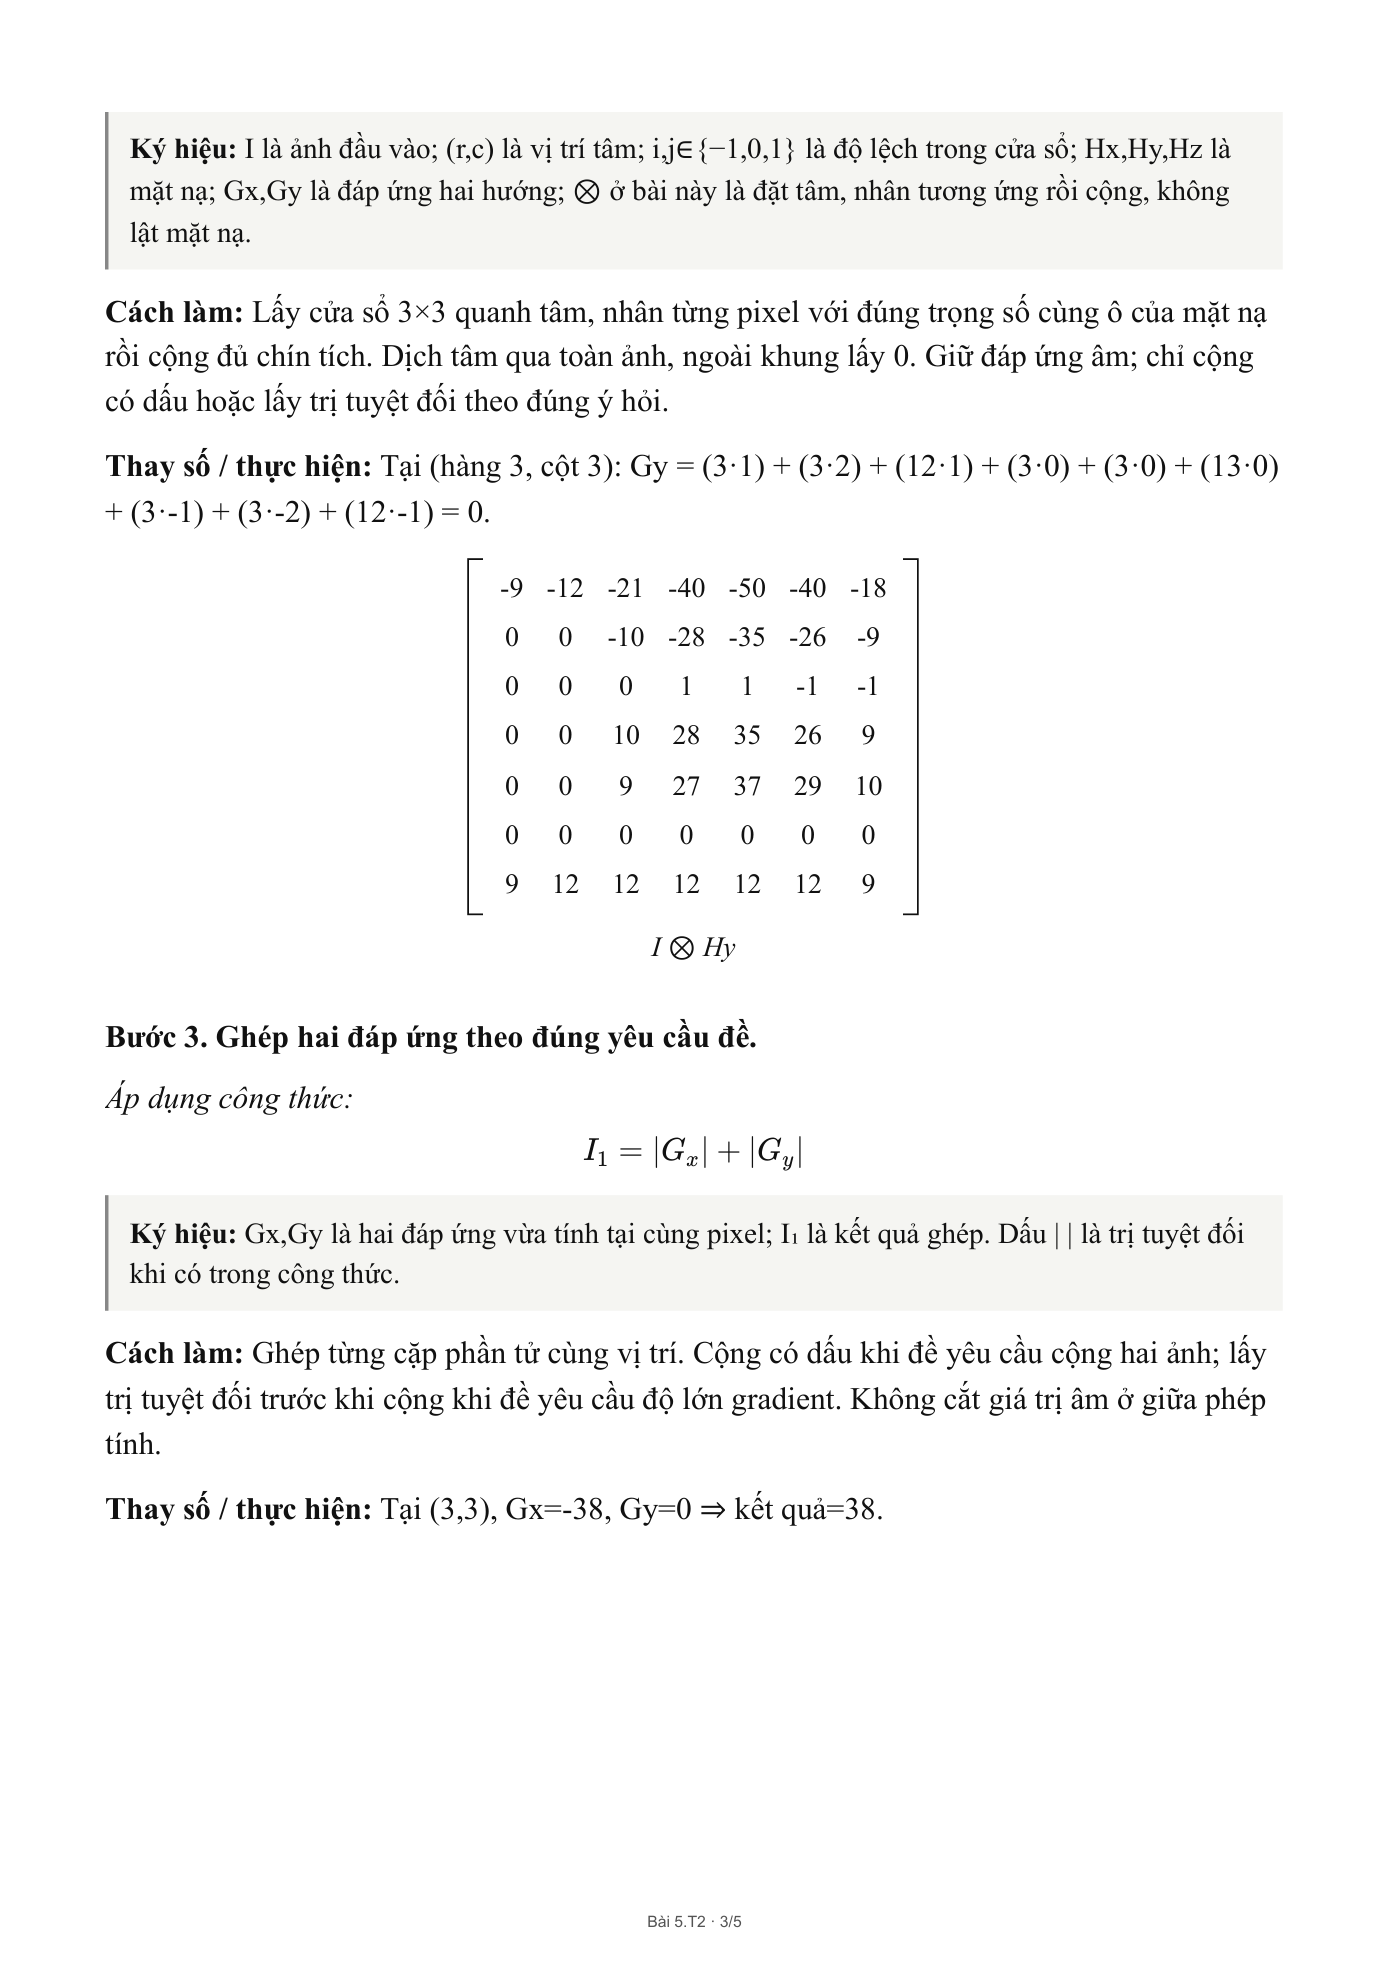 Ký hiệu: I là ảnh đầu vào; (r,c) là vị trí tâm; i,j∈{−1,0,1} là độ lệch trong cửa sổ; Hx,Hy,Hz là
mặt nạ; Gx,Gy là đáp ứng hai hướng; ⊗ ở bài này là đặt tâm, nhân tương ứng rồi cộng, không
lật mặt nạ.
Cách làm: Lấy cửa sổ 3×3 quanh tâm, nhân từng pixel với đúng trọng số cùng ô của mặt nạ
rồi cộng đủ chín tích. Dịch tâm qua toàn ảnh, ngoài khung lấy 0. Giữ đáp ứng âm; chỉ cộng
có dấu hoặc lấy trị tuyệt đối theo đúng ý hỏi.
Thay số / thực hiện: Tại (hàng 3, cột 3): Gy = (3·1) + (3·2) + (12·1) + (3·0) + (3·0) + (13·0)
+ (3·-1) + (3·-2) + (12·-1) = 0.
-9 -12 -21 -40 -50 -40 -18
0 0 -10 -28 -35 -26 -9
0 0 0 1 1 -1 -1
0 0 10 28 35 26 9
0 0 9 27 37 29 10
0 0 0 0 0 0 0
9 12 12 12 12 12 9
I ⊗ Hy
Bước 3. Ghép hai đáp ứng theo đúng yêu cầu đề.
Áp dụng công thức:
I₁ = |Gₓ| + |G_y|
Ký hiệu: Gx,Gy là hai đáp ứng vừa tính tại cùng pixel; I₁ là kết quả ghép. Dấu | | là trị tuyệt đối
khi có trong công thức.
Cách làm: Ghép từng cặp phần tử cùng vị trí. Cộng có dấu khi đề yêu cầu cộng hai ảnh; lấy
trị tuyệt đối trước khi cộng khi đề yêu cầu độ lớn gradient. Không cắt giá trị âm ở giữa phép
tính.
Thay số / thực hiện: Tại (3,3), Gx=-38, Gy=0 ⇒ kết quả=38.
Bài 5.T2 · 3/5